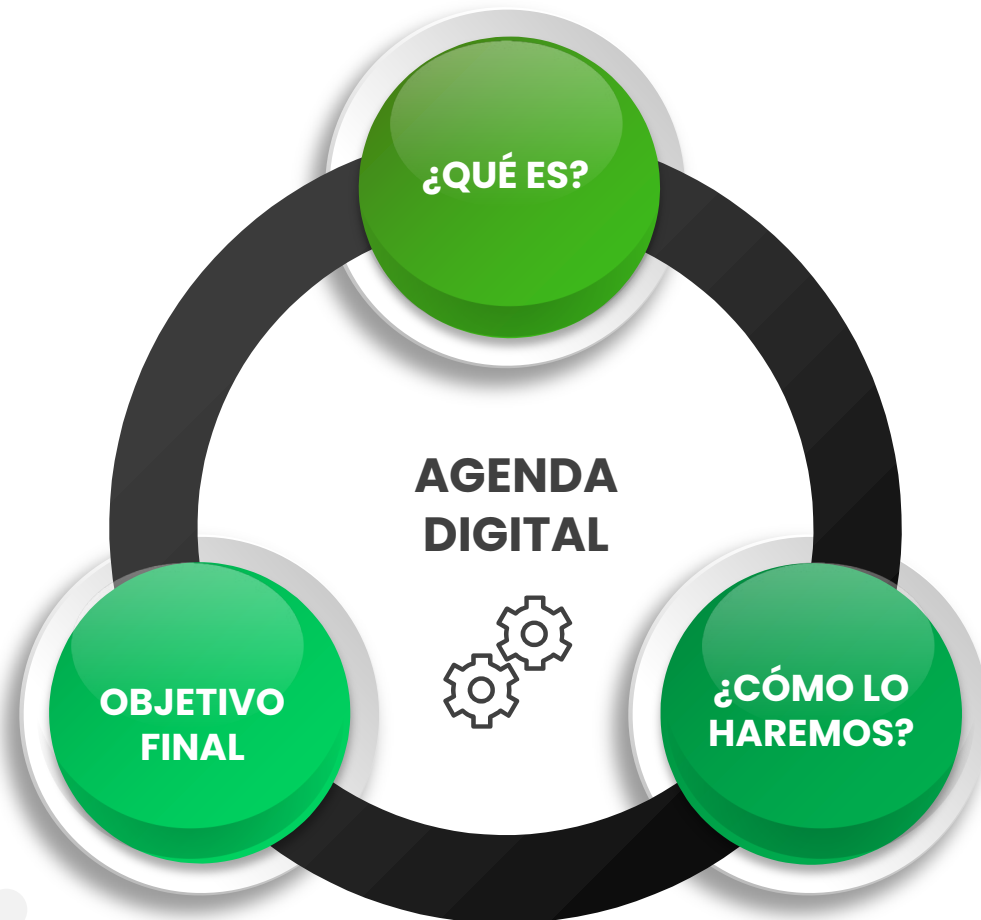 ¿QUÉ ES?
AGENDA
DIGITAL
OBJETIVO
FINAL
¿CÓMO LO
HAREMOS?